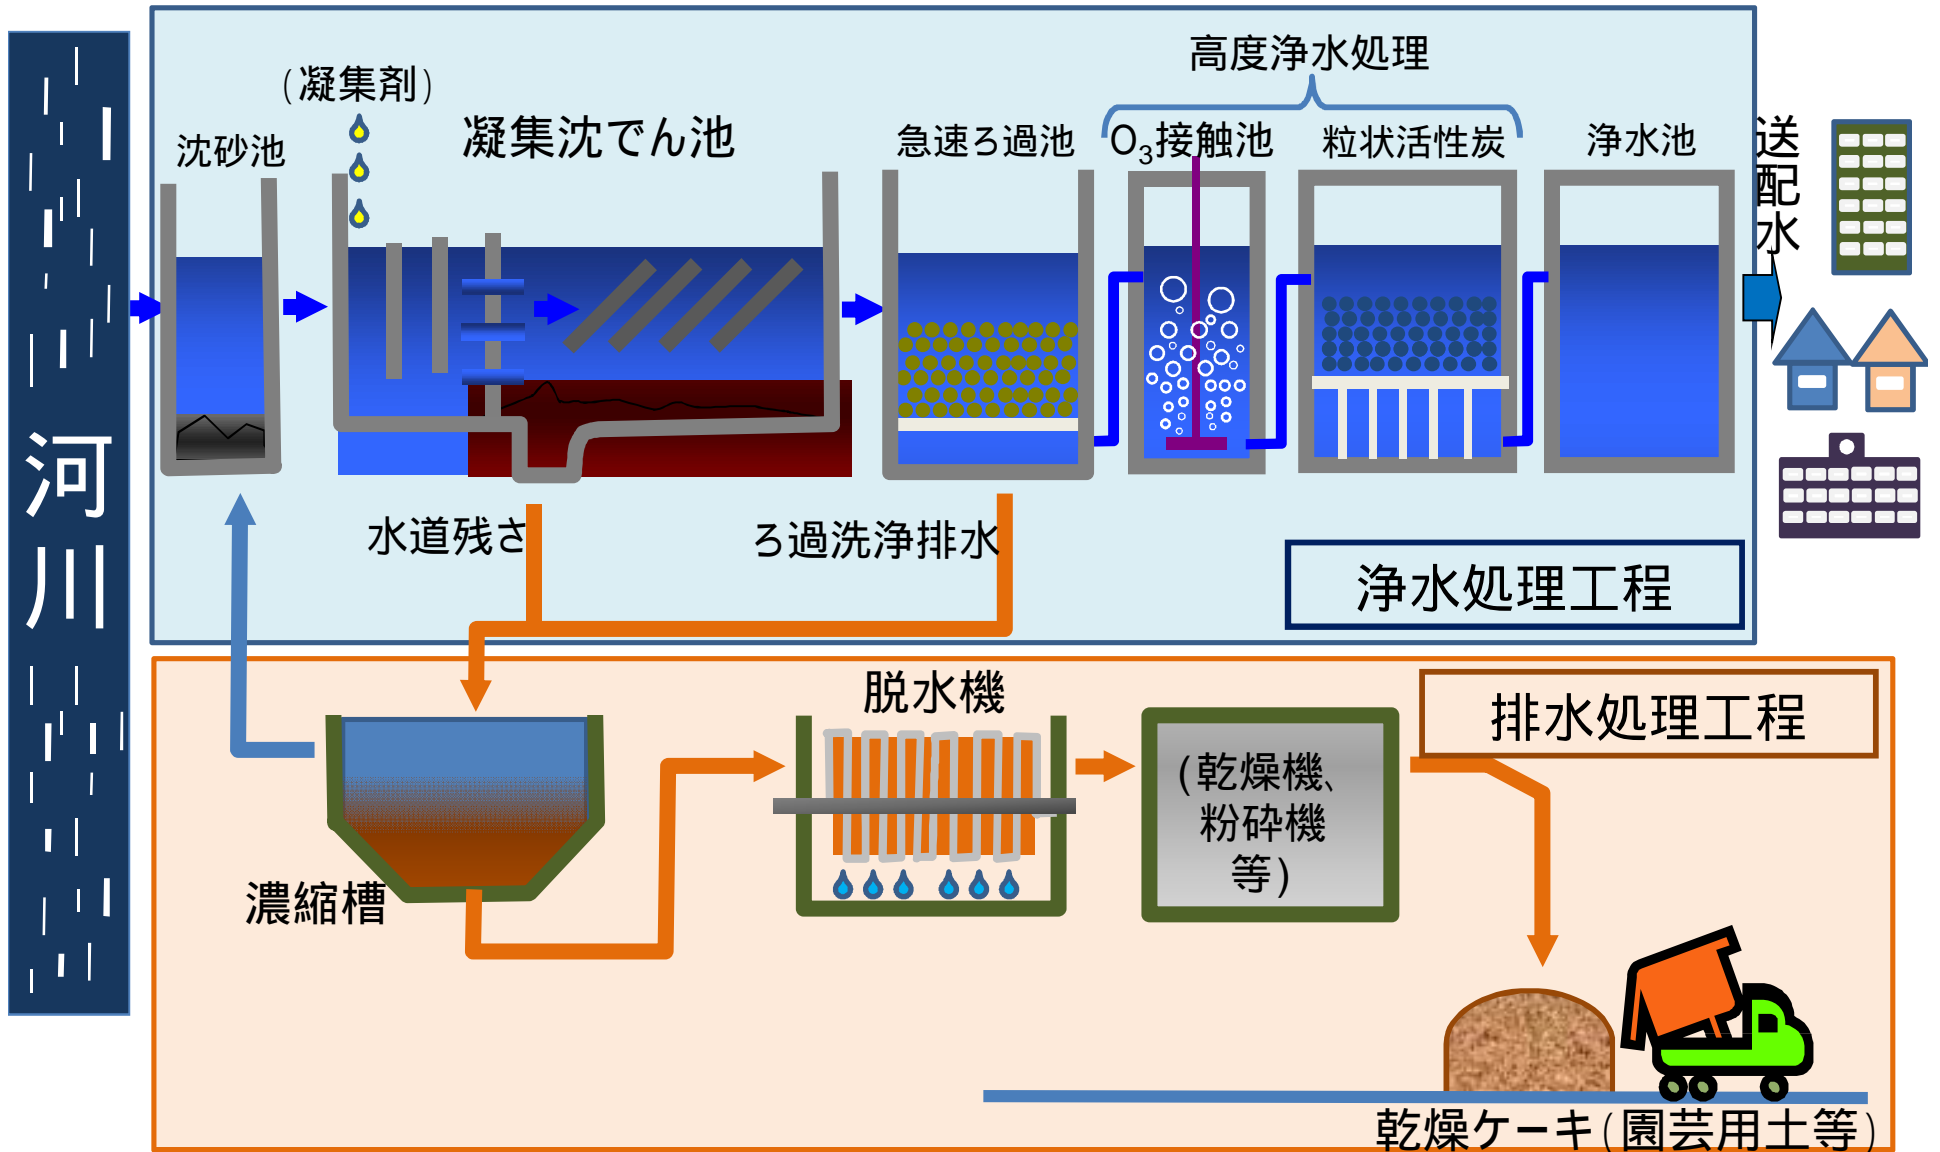 高度浄水処理
(凝集剤)
沈砂池
凝集沈でん池
急速ろ過池
O₃接触池
粒状活性炭
浄水池
送配水
河川
水道残さ
ろ過洗浄排水
浄水処理工程
排水処理工程
脱水機
(乾燥機、
粉砕機
等)
濃縮槽
乾燥ケーキ(園芸用土等)